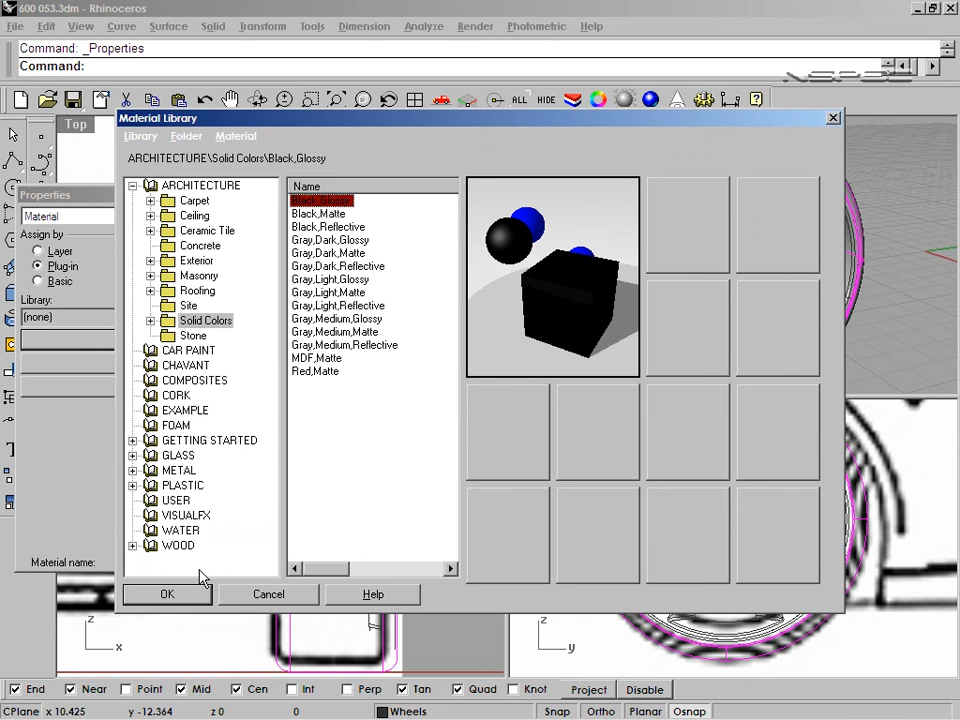 600 053.3dm - Rhinoceros
File Edit View Curve Surface Solid Transform Tools Dimension Analyze Render Photometric Help
Command: _Properties
Command:
ALL HIDE
Top
Material Library
Library Folder Material
ARCHITECTURE\Solid Colors\Black,Glossy
Properties
Material
Assign by
Layer
Plug-in
Basic
Library:
(none)
Material name:
ARCHITECTURE
Carpet
Ceiling
Ceramic Tile
Concrete
Exterior
Masonry
Roofing
Site
Solid Colors
Stone
CAR PAINT
CHAVANT
COMPOSITES
CORK
EXAMPLE
FOAM
GETTING STARTED
GLASS
METAL
PLASTIC
USER
VISUALFX
WATER
WOOD
Name
Black,Glossy
Black,Matte
Black,Reflective
Gray,Dark,Glossy
Gray,Dark,Matte
Gray,Dark,Reflective
Gray,Light,Glossy
Gray,Light,Matte
Gray,Light,Reflective
Gray,Medium,Glossy
Gray,Medium,Matte
Gray,Medium,Reflective
MDF,Matte
Red,Matte
OK Cancel Help
z
x
z
y
End Near Point Mid Cen Int Perp Tan Quad Knot Project Disable
CPlane x 10.425 y -12.364 z 0 0 Wheels Snap Ortho Planar Osnap